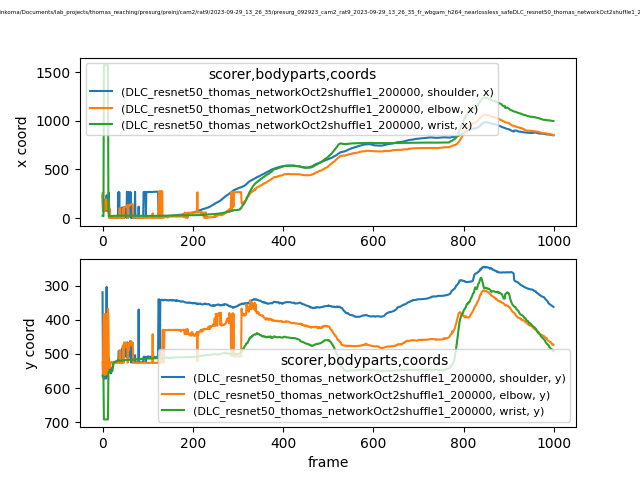 inkoma/Documents/lab_projects/thomas_reaching/presurg/preinj/cam2/rat9/2023-09-29_13_26_35/presurg_092923_cam2_rat9_2023-09-29_13_26_35_fr_wbgam_h264_nearlossless_safeDLC_resnet50_thomas_networkOct2shuffle1_2
1500
1000
500
0
x coord
scorer,bodyparts,coords
(DLC_resnet50_thomas_networkOct2shuffle1_200000, shoulder, x)
(DLC_resnet50_thomas_networkOct2shuffle1_200000, elbow, x)
(DLC_resnet50_thomas_networkOct2shuffle1_200000, wrist, x)
0 200 400 600 800 1000
300
400
500
600
700
y coord
scorer,bodyparts,coords
(DLC_resnet50_thomas_networkOct2shuffle1_200000, shoulder, y)
(DLC_resnet50_thomas_networkOct2shuffle1_200000, elbow, y)
(DLC_resnet50_thomas_networkOct2shuffle1_200000, wrist, y)
0 200 400 600 800 1000
frame